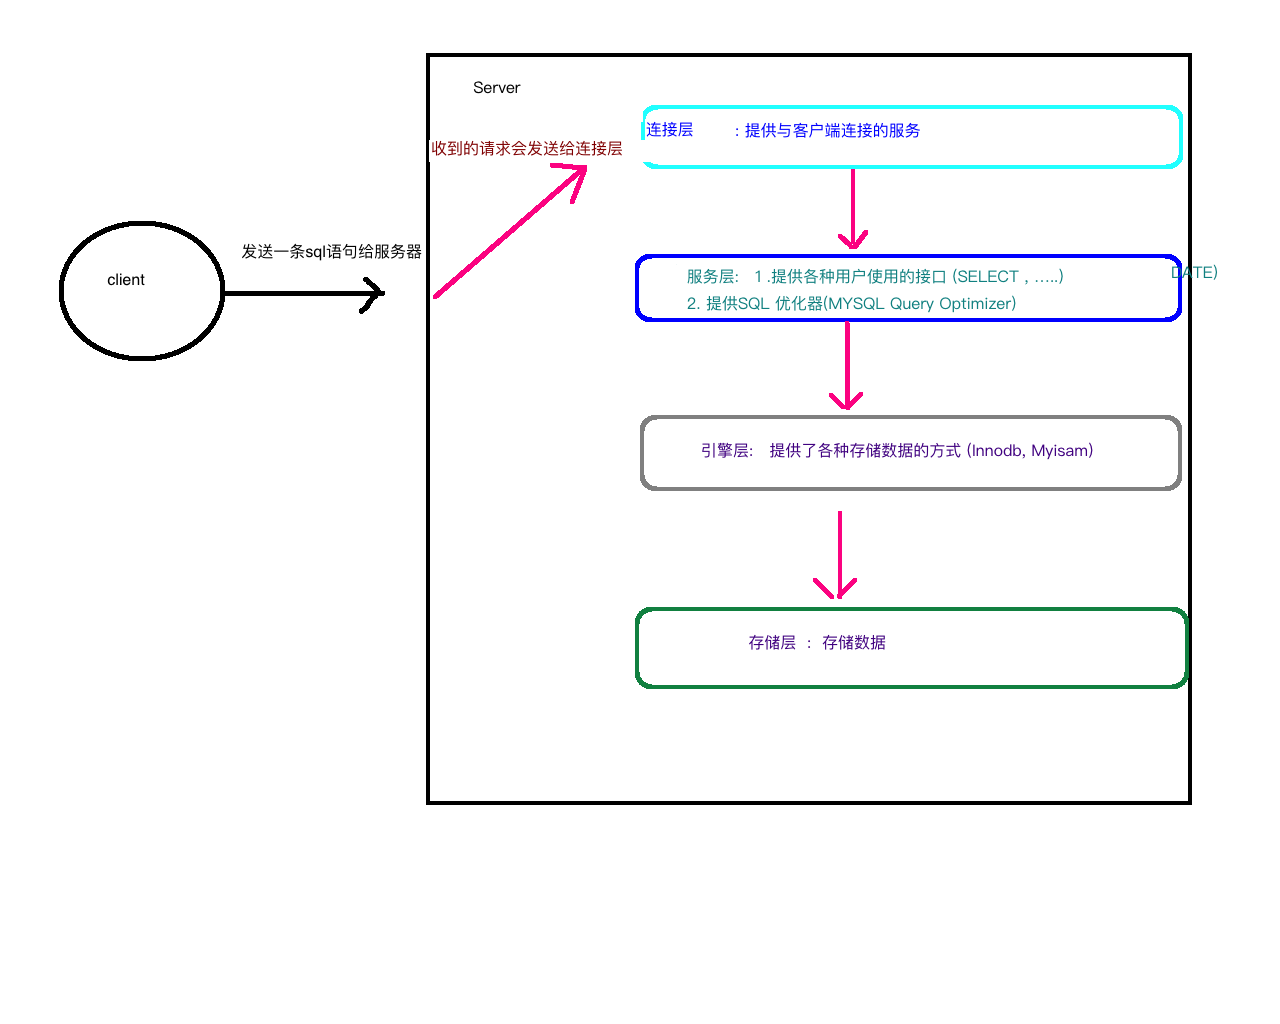 Server
连接层 : 提供与客户端连接的服务
收到的请求会发送给连接层
发送一条sql语句给服务器
client
服务层: 1 .提供各种用户使用的接口 (SELECT , .....)
DATE)
2. 提供SQL 优化器(MYSQL Query Optimizer)
引擎层: 提供了各种存储数据的方式 (Innodb, Myisam)
存储层 : 存储数据